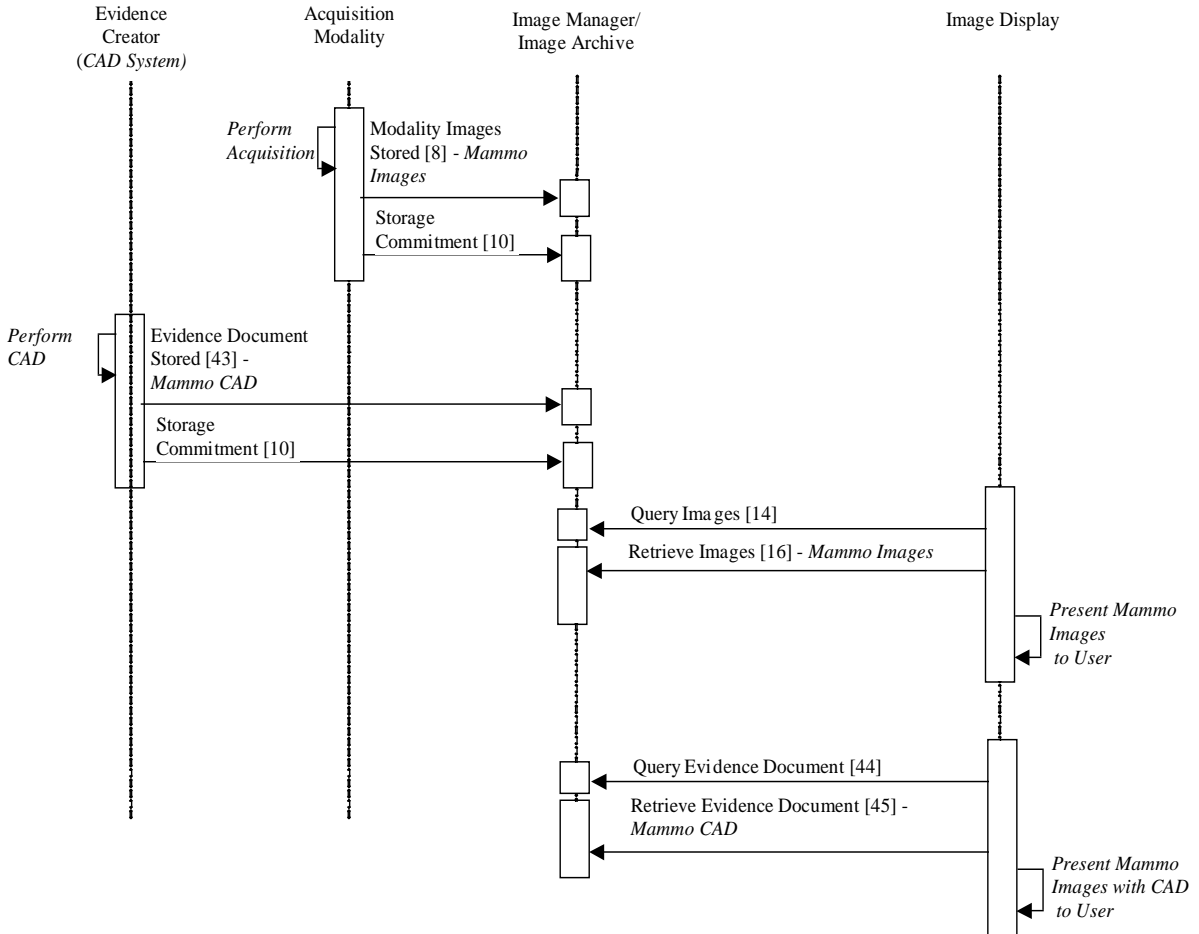 Evidence
Creator
(CAD System)
Acquisition
Modality
Image Manager/
Image Archive
Image Display
Perform
Acquisition
Modality Images
Stored [8] - Mammo
Images
Storage
Commitment [10]
Perform
CAD
Evidence Document
Stored [43] -
Mammo CAD
Storage
Commitment [10]
Query Images [14]
Retrieve Images [16] - Mammo Images
Present Mammo
Images
to User
Query Evidence Document [44]
Retrieve Evidence Document [45] -
Mammo CAD
Present Mammo
Images with CAD
to User